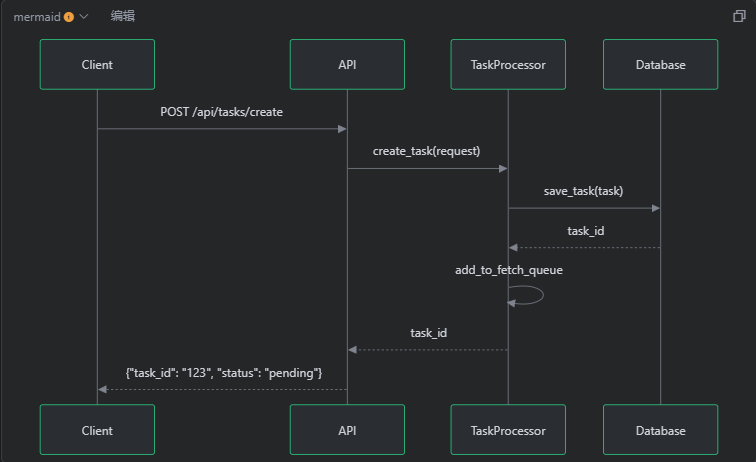 mermaid
编辑
Client
API
TaskProcessor
Database
POST /api/tasks/create
create_task(request)
save_task(task)
task_id
add_to_fetch_queue
task_id
{"task_id": "123", "status": "pending"}
Client
API
TaskProcessor
Database